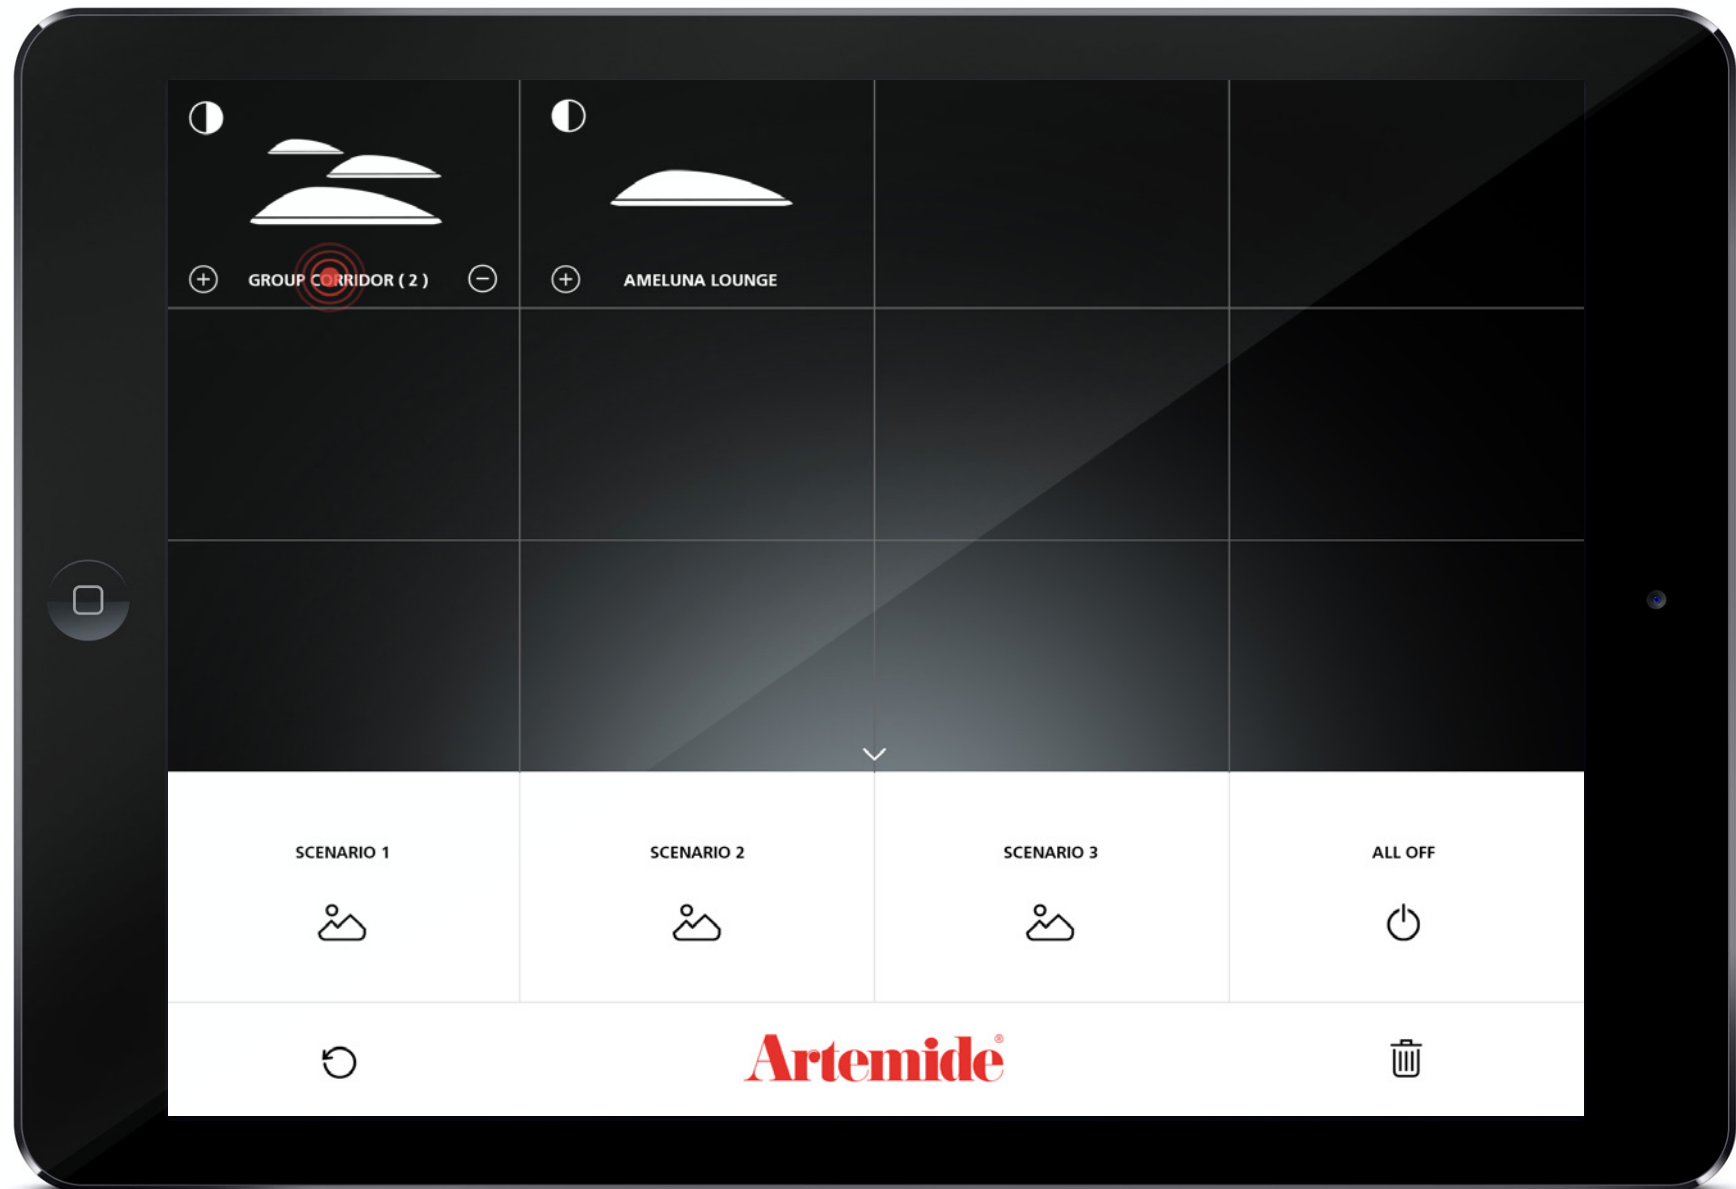 GROUP CORRIDOR ( 2 )
AMELUNA LOUNGE
SCENARIO 1
SCENARIO 2
SCENARIO 3
ALL OFF
Artemide®